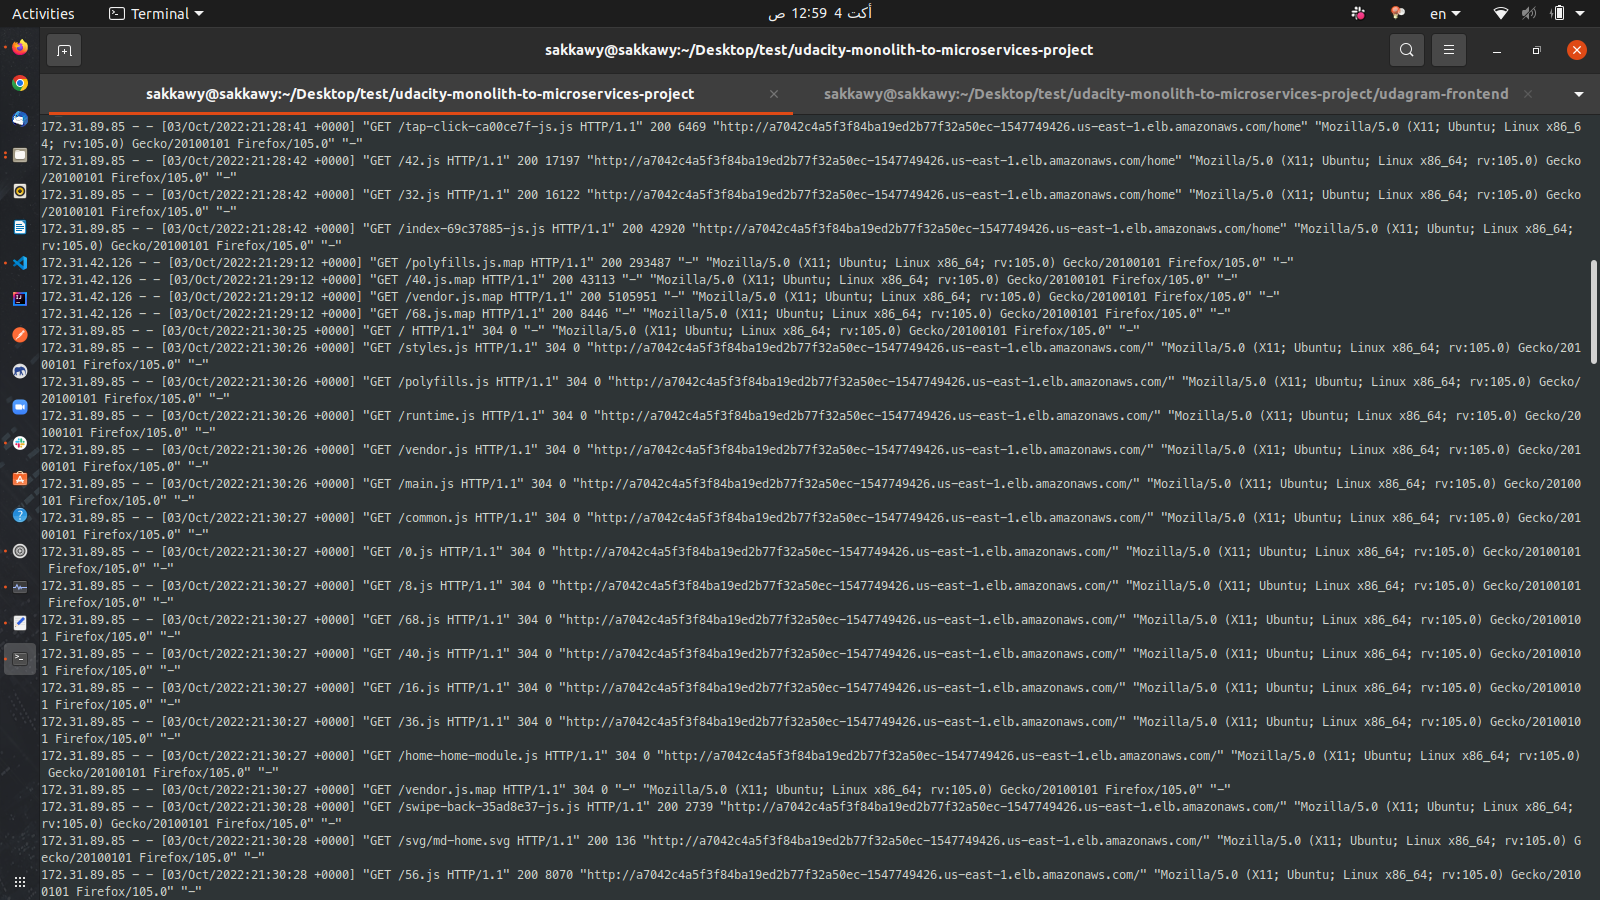 Activities
Terminal
أكت 4 12:59 ص
en
sakkawy@sakkawy:~/Desktop/test/udacity-monolith-to-microservices-project
sakkawy@sakkawy:~/Desktop/test/udacity-monolith-to-microservices-project
sakkawy@sakkawy:~/Desktop/test/udacity-monolith-to-microservices-project/udagram-frontend
172.31.89.85 - - [03/Oct/2022:21:28:41 +0000] "GET /tap-click-ca00ce7f-js.js HTTP/1.1" 200 6469 "http://a7042c4a5f3f84ba19ed2b77f32a50ec-1547749426.us-east-1.elb.amazonaws.com/home" "Mozilla/5.0 (X11; Ubuntu; Linux x86_6
4; rv:105.0) Gecko/20100101 Firefox/105.0" "-"
172.31.89.85 - - [03/Oct/2022:21:28:42 +0000] "GET /42.js HTTP/1.1" 200 17197 "http://a7042c4a5f3f84ba19ed2b77f32a50ec-1547749426.us-east-1.elb.amazonaws.com/home" "Mozilla/5.0 (X11; Ubuntu; Linux x86_64; rv:105.0) Gecko
/20100101 Firefox/105.0" "-"
172.31.89.85 - - [03/Oct/2022:21:28:42 +0000] "GET /32.js HTTP/1.1" 200 16122 "http://a7042c4a5f3f84ba19ed2b77f32a50ec-1547749426.us-east-1.elb.amazonaws.com/home" "Mozilla/5.0 (X11; Ubuntu; Linux x86_64; rv:105.0) Gecko
/20100101 Firefox/105.0" "-"
172.31.89.85 - - [03/Oct/2022:21:28:42 +0000] "GET /index-69c37885-js.js HTTP/1.1" 200 42920 "http://a7042c4a5f3f84ba19ed2b77f32a50ec-1547749426.us-east-1.elb.amazonaws.com/home" "Mozilla/5.0 (X11; Ubuntu; Linux x86_64;
rv:105.0) Gecko/20100101 Firefox/105.0" "-"
172.31.42.126 - - [03/Oct/2022:21:29:12 +0000] "GET /polyfills.js.map HTTP/1.1" 200 293487 "-" "Mozilla/5.0 (X11; Ubuntu; Linux x86_64; rv:105.0) Gecko/20100101 Firefox/105.0" "-"
172.31.42.126 - - [03/Oct/2022:21:29:12 +0000] "GET /40.js.map HTTP/1.1" 200 43113 "-" "Mozilla/5.0 (X11; Ubuntu; Linux x86_64; rv:105.0) Gecko/20100101 Firefox/105.0" "-"
172.31.42.126 - - [03/Oct/2022:21:29:12 +0000] "GET /vendor.js.map HTTP/1.1" 200 5105951 "-" "Mozilla/5.0 (X11; Ubuntu; Linux x86_64; rv:105.0) Gecko/20100101 Firefox/105.0" "-"
172.31.42.126 - - [03/Oct/2022:21:29:12 +0000] "GET /68.js.map HTTP/1.1" 200 8446 "-" "Mozilla/5.0 (X11; Ubuntu; Linux x86_64; rv:105.0) Gecko/20100101 Firefox/105.0" "-"
172.31.89.85 - - [03/Oct/2022:21:30:25 +0000] "GET / HTTP/1.1" 304 0 "-" "Mozilla/5.0 (X11; Ubuntu; Linux x86_64; rv:105.0) Gecko/20100101 Firefox/105.0" "-"
172.31.89.85 - - [03/Oct/2022:21:30:26 +0000] "GET /styles.js HTTP/1.1" 304 0 "http://a7042c4a5f3f84ba19ed2b77f32a50ec-1547749426.us-east-1.elb.amazonaws.com/" "Mozilla/5.0 (X11; Ubuntu; Linux x86_64; rv:105.0) Gecko/201
00101 Firefox/105.0" "-"
172.31.89.85 - - [03/Oct/2022:21:30:26 +0000] "GET /polyfills.js HTTP/1.1" 304 0 "http://a7042c4a5f3f84ba19ed2b77f32a50ec-1547749426.us-east-1.elb.amazonaws.com/" "Mozilla/5.0 (X11; Ubuntu; Linux x86_64; rv:105.0) Gecko/
20100101 Firefox/105.0" "-"
172.31.89.85 - - [03/Oct/2022:21:30:26 +0000] "GET /runtime.js HTTP/1.1" 304 0 "http://a7042c4a5f3f84ba19ed2b77f32a50ec-1547749426.us-east-1.elb.amazonaws.com/" "Mozilla/5.0 (X11; Ubuntu; Linux x86_64; rv:105.0) Gecko/20
100101 Firefox/105.0" "-"
172.31.89.85 - - [03/Oct/2022:21:30:26 +0000] "GET /vendor.js HTTP/1.1" 304 0 "http://a7042c4a5f3f84ba19ed2b77f32a50ec-1547749426.us-east-1.elb.amazonaws.com/" "Mozilla/5.0 (X11; Ubuntu; Linux x86_64; rv:105.0) Gecko/201
00101 Firefox/105.0" "-"
172.31.89.85 - - [03/Oct/2022:21:30:26 +0000] "GET /main.js HTTP/1.1" 304 0 "http://a7042c4a5f3f84ba19ed2b77f32a50ec-1547749426.us-east-1.elb.amazonaws.com/" "Mozilla/5.0 (X11; Ubuntu; Linux x86_64; rv:105.0) Gecko/20100
101 Firefox/105.0" "-"
172.31.89.85 - - [03/Oct/2022:21:30:27 +0000] "GET /common.js HTTP/1.1" 304 0 "http://a7042c4a5f3f84ba19ed2b77f32a50ec-1547749426.us-east-1.elb.amazonaws.com/" "Mozilla/5.0 (X11; Ubuntu; Linux x86_64; rv:105.0) Gecko/201
00101 Firefox/105.0" "-"
172.31.89.85 - - [03/Oct/2022:21:30:27 +0000] "GET /0.js HTTP/1.1" 304 0 "http://a7042c4a5f3f84ba19ed2b77f32a50ec-1547749426.us-east-1.elb.amazonaws.com/" "Mozilla/5.0 (X11; Ubuntu; Linux x86_64; rv:105.0) Gecko/20100101
Firefox/105.0" "-"
172.31.89.85 - - [03/Oct/2022:21:30:27 +0000] "GET /8.js HTTP/1.1" 304 0 "http://a7042c4a5f3f84ba19ed2b77f32a50ec-1547749426.us-east-1.elb.amazonaws.com/" "Mozilla/5.0 (X11; Ubuntu; Linux x86_64; rv:105.0) Gecko/20100101
Firefox/105.0" "-"
172.31.89.85 - - [03/Oct/2022:21:30:27 +0000] "GET /68.js HTTP/1.1" 304 0 "http://a7042c4a5f3f84ba19ed2b77f32a50ec-1547749426.us-east-1.elb.amazonaws.com/" "Mozilla/5.0 (X11; Ubuntu; Linux x86_64; rv:105.0) Gecko/2010010
1 Firefox/105.0" "-"
172.31.89.85 - - [03/Oct/2022:21:30:27 +0000] "GET /40.js HTTP/1.1" 304 0 "http://a7042c4a5f3f84ba19ed2b77f32a50ec-1547749426.us-east-1.elb.amazonaws.com/" "Mozilla/5.0 (X11; Ubuntu; Linux x86_64; rv:105.0) Gecko/2010010
1 Firefox/105.0" "-"
172.31.89.85 - - [03/Oct/2022:21:30:27 +0000] "GET /16.js HTTP/1.1" 304 0 "http://a7042c4a5f3f84ba19ed2b77f32a50ec-1547749426.us-east-1.elb.amazonaws.com/" "Mozilla/5.0 (X11; Ubuntu; Linux x86_64; rv:105.0) Gecko/2010010
1 Firefox/105.0" "-"
172.31.89.85 - - [03/Oct/2022:21:30:27 +0000] "GET /36.js HTTP/1.1" 304 0 "http://a7042c4a5f3f84ba19ed2b77f32a50ec-1547749426.us-east-1.elb.amazonaws.com/" "Mozilla/5.0 (X11; Ubuntu; Linux x86_64; rv:105.0) Gecko/2010010
1 Firefox/105.0" "-"
172.31.89.85 - - [03/Oct/2022:21:30:27 +0000] "GET /home-home-module.js HTTP/1.1" 304 0 "http://a7042c4a5f3f84ba19ed2b77f32a50ec-1547749426.us-east-1.elb.amazonaws.com/" "Mozilla/5.0 (X11; Ubuntu; Linux x86_64; rv:105.0)
Gecko/20100101 Firefox/105.0" "-"
172.31.89.85 - - [03/Oct/2022:21:30:27 +0000] "GET /vendor.js.map HTTP/1.1" 304 0 "-" "Mozilla/5.0 (X11; Ubuntu; Linux x86_64; rv:105.0) Gecko/20100101 Firefox/105.0" "-"
172.31.89.85 - - [03/Oct/2022:21:30:28 +0000] "GET /swipe-back-35ad8e37-js.js HTTP/1.1" 200 2739 "http://a7042c4a5f3f84ba19ed2b77f32a50ec-1547749426.us-east-1.elb.amazonaws.com/" "Mozilla/5.0 (X11; Ubuntu; Linux x86_64;
rv:105.0) Gecko/20100101 Firefox/105.0" "-"
172.31.89.85 - - [03/Oct/2022:21:30:28 +0000] "GET /svg/md-home.svg HTTP/1.1" 200 136 "http://a7042c4a5f3f84ba19ed2b77f32a50ec-1547749426.us-east-1.elb.amazonaws.com/" "Mozilla/5.0 (X11; Ubuntu; Linux x86_64; rv:105.0) G
ecko/20100101 Firefox/105.0" "-"
172.31.89.85 - - [03/Oct/2022:21:30:28 +0000] "GET /56.js HTTP/1.1" 200 8070 "http://a7042c4a5f3f84ba19ed2b77f32a50ec-1547749426.us-east-1.elb.amazonaws.com/" "Mozilla/5.0 (X11; Ubuntu; Linux x86_64; rv:105.0) Gecko/2010
0101 Firefox/105.0" "-"